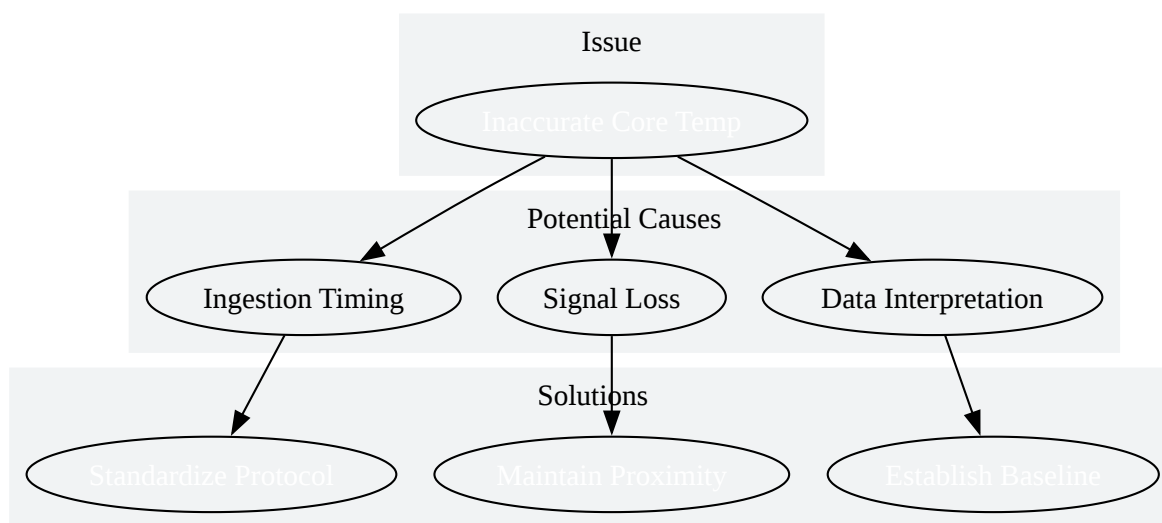 Issue
Inaccurate Core Temp
Potential Causes
Ingestion Timing
Signal Loss
Data Interpretation
Solutions
Standardize Protocol
Maintain Proximity
Establish Baseline